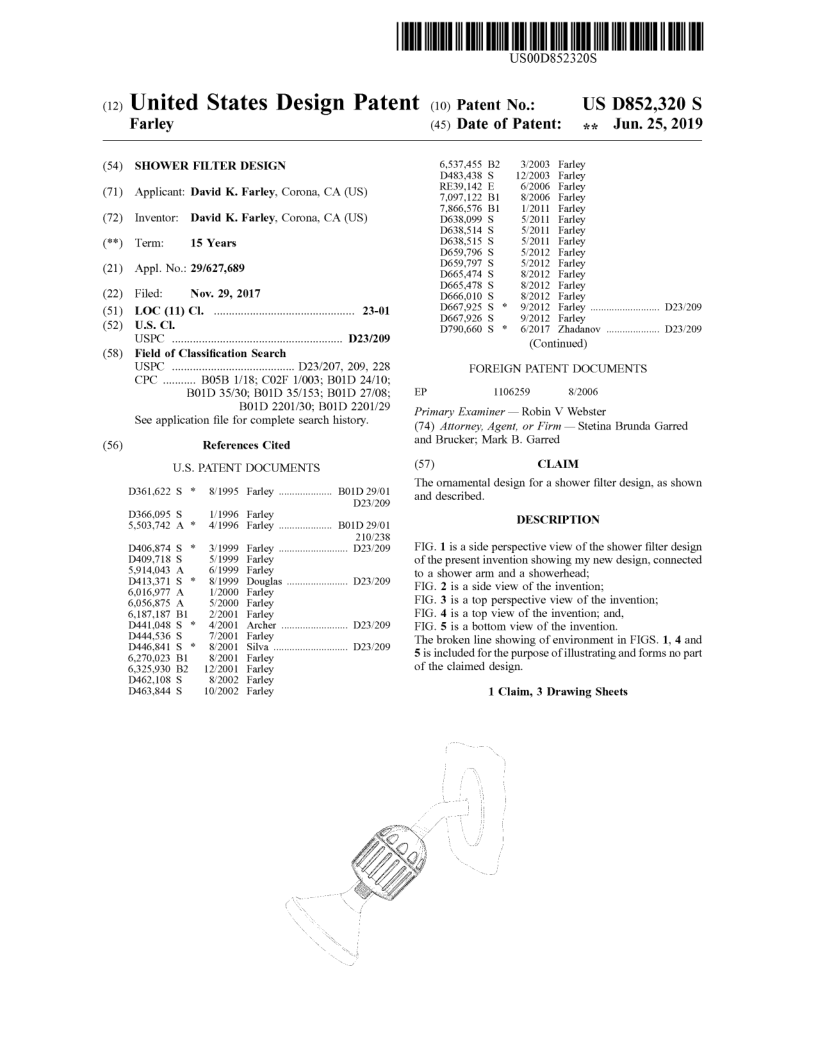 US00D852320S
(12) United States Design Patent
Farley
(10) Patent No.: US D852,320 S
(45) Date of Patent: ** Jun. 25, 2019
(54) SHOWER FILTER DESIGN
(71) Applicant: David K. Farley, Corona, CA (US)
(72) Inventor: David K. Farley, Corona, CA (US)
(**) Term: 15 Years
(21) Appl. No.: 29/627,689
(22) Filed: Nov. 29, 2017
(51) LOC (11) Cl. .............................................. 23-01
(52) U.S. Cl.
USPC ........................................................ D23/209
(58) Field of Classification Search
USPC ........................................ D23/207, 209, 228
CPC ........... B05B 1/18; C02F 1/003; B01D 24/10;
B01D 35/30; B01D 35/153; B01D 27/08;
B01D 2201/30; B01D 2201/29
See application file for complete search history.
(56) References Cited
U.S. PATENT DOCUMENTS
D361,622 S * 8/1995 Farley .................... B01D 29/01
D23/209
D366,095 S 1/1996 Farley
5,503,742 A * 4/1996 Farley .................... B01D 29/01
210/238
D406,874 S * 3/1999 Farley .......................... D23/209
D409,718 S 5/1999 Farley
5,914,043 A 6/1999 Farley
D413,371 S * 8/1999 Douglas ....................... D23/209
6,016,977 A 1/2000 Farley
6,056,875 A 5/2000 Farley
6,187,187 B1 2/2001 Farley
D441,048 S * 4/2001 Archer ......................... D23/209
D444,536 S 7/2001 Farley
D446,841 S * 8/2001 Silva ............................ D23/209
6,270,023 B1 8/2001 Farley
6,325,930 B2 12/2001 Farley
D462,108 S 8/2002 Farley
D463,844 S 10/2002 Farley
6,537,455 B2 3/2003 Farley
D483,438 S 12/2003 Farley
RE39,142 E 6/2006 Farley
7,097,122 B1 8/2006 Farley
7,866,576 B1 1/2011 Farley
D638,099 S 5/2011 Farley
D638,514 S 5/2011 Farley
D638,515 S 5/2011 Farley
D659,796 S 5/2012 Farley
D659,797 S 5/2012 Farley
D665,474 S 8/2012 Farley
D665,478 S 8/2012 Farley
D666,010 S 8/2012 Farley
D667,925 S * 9/2012 Farley .......................... D23/209
D667,926 S 9/2012 Farley
D790,660 S * 6/2017 Zhadanov .................... D23/209
(Continued)
FOREIGN PATENT DOCUMENTS
EP 1106259 8/2006
Primary Examiner — Robin V Webster
(74) Attorney, Agent, or Firm — Stetina Brunda Garred
and Brucker; Mark B. Garred
(57) CLAIM
The ornamental design for a shower filter design, as shown
and described.
DESCRIPTION
FIG. 1 is a side perspective view of the shower filter design
of the present invention showing my new design, connected
to a shower arm and a showerhead;
FIG. 2 is a side view of the invention;
FIG. 3 is a top perspective view of the invention;
FIG. 4 is a top view of the invention; and,
FIG. 5 is a bottom view of the invention.
The broken line showing of environment in FIGS. 1, 4 and
5 is included for the purpose of illustrating and forms no part
of the claimed design.
1 Claim, 3 Drawing Sheets